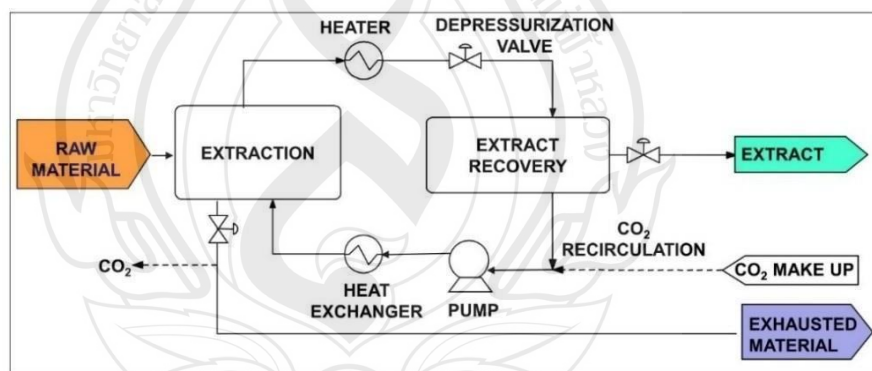 HEATER
DEPRESSURIZATION
VALVE
RAW
MATERIAL
EXTRACTION
EXTRACT
RECOVERY
EXTRACT
CO₂
RECIRCULATION
CO₂
HEAT
EXCHANGER
PUMP
CO₂ MAKE UP
EXHAUSTED
MATERIAL